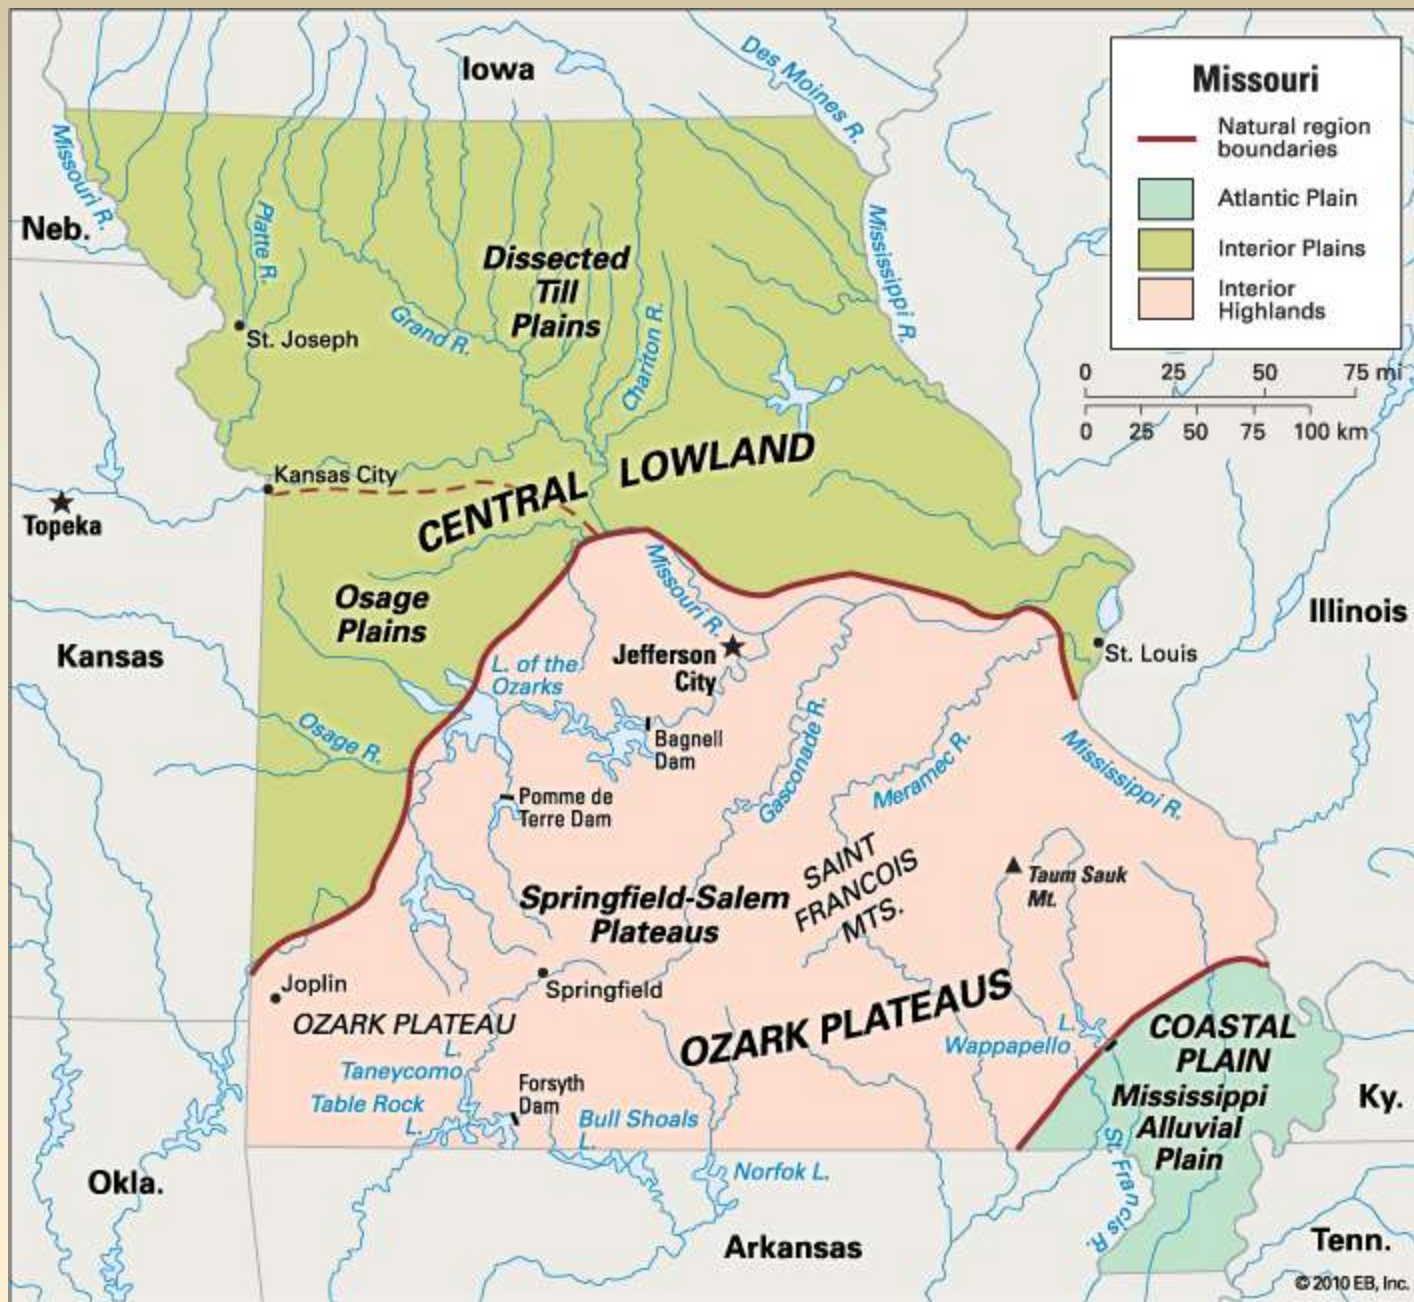 Iowa
Des Moines R.
Missouri
Natural region
boundaries
Atlantic Plain
Interior Plains
Interior
Highlands
0 25 50 75 mi
0 25 50 75 100 km
Missouri R.
Neb.
Platte R.
Dissected
Till
Plains
Mississippi R.
Grand R.
Chariton R.
St. Joseph
CENTRAL LOWLAND
Kansas City
Topeka
Osage
Plains
Missouri R.
Illinois
Kansas
Jefferson
City
St. Louis
L. of the
Ozarks
Osage R.
Bagnell
Dam
Gasconade R.
Meramec R.
Mississippi R.
Pomme de
Terre Dam
SAINT
FRANCOIS
MTS.
Taum Sauk
Mt.
Springfield-Salem
Plateaus
Joplin
Springfield
OZARK PLATEAU
OZARK PLATEAUS
L.
Wappapello
COASTAL
PLAIN
Mississippi
Alluvial
Plain
L.
Taneycomo
Table Rock
L.
Forsyth
Dam
Bull Shoals
L.
Ky.
St. Francis R.
Okla.
Norfok L.
Arkansas
Tenn.
© 2010 EB, Inc.